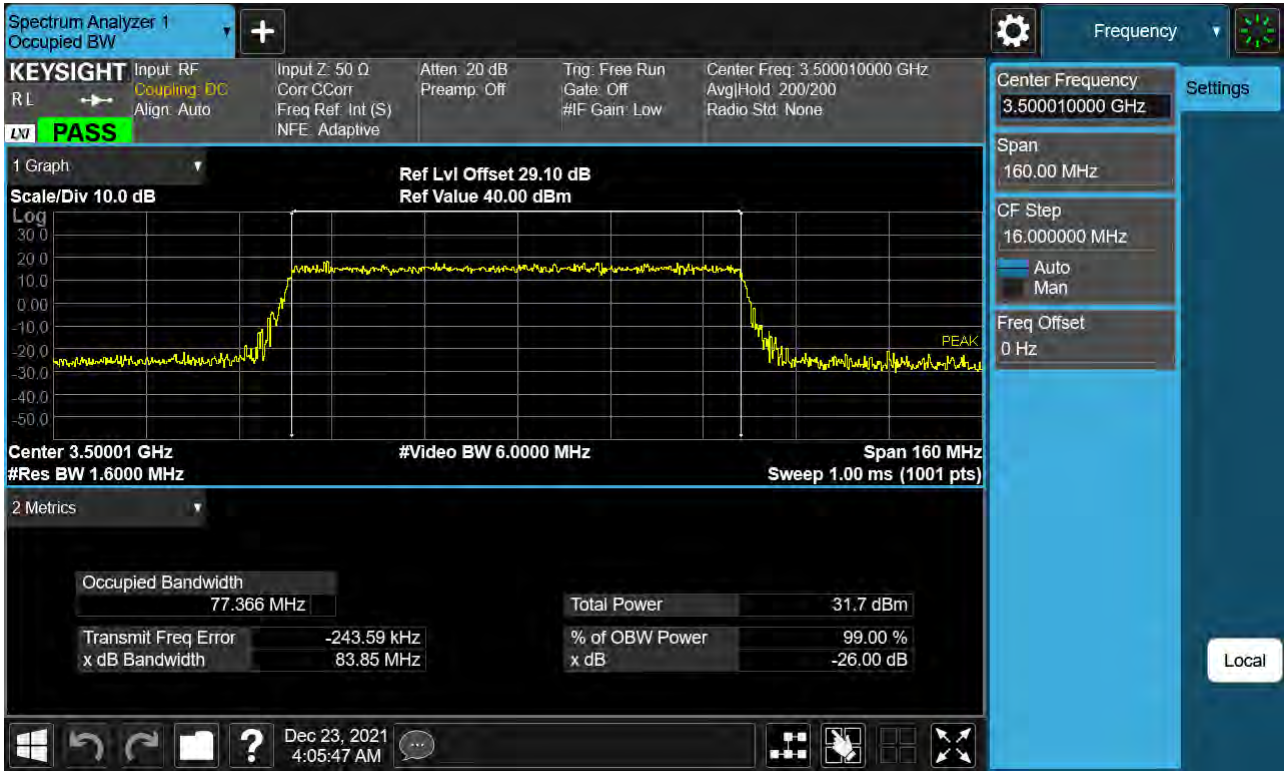 Spectrum Analyzer 1
Occupied BW
+
Frequency
KEYSIGHT
RL
LXI PASS
Input: RF
Coupling: DC
Align: Auto
Input Z: 50 Ω
Corr CCorr
Freq Ref: Int (S)
NFE: Adaptive
Atten: 20 dB
Preamp: Off
Trig: Free Run
Gate: Off
#IF Gain: Low
Center Freq: 3.500010000 GHz
Avg|Hold: 200/200
Radio Std: None
Center Frequency
3.500010000 GHz
Settings
Span
160.00 MHz
CF Step
16.000000 MHz
Auto
Man
Freq Offset
0 Hz
Local
1 Graph
Scale/Div 10.0 dB
Ref Lvl Offset 29.10 dB
Ref Value 40.00 dBm
Log
30.0
20.0
10.0
0.00
-10.0
-20.0
-30.0
-40.0
-50.0
PEAK
Center 3.50001 GHz
#Video BW 6.0000 MHz
Span 160 MHz
#Res BW 1.6000 MHz
Sweep 1.00 ms (1001 pts)
2 Metrics
Occupied Bandwidth
77.366 MHz
Total Power 31.7 dBm
Transmit Freq Error -243.59 kHz
% of OBW Power 99.00 %
x dB Bandwidth 83.85 MHz
x dB -26.00 dB
?
Dec 23, 2021
4:05:47 AM